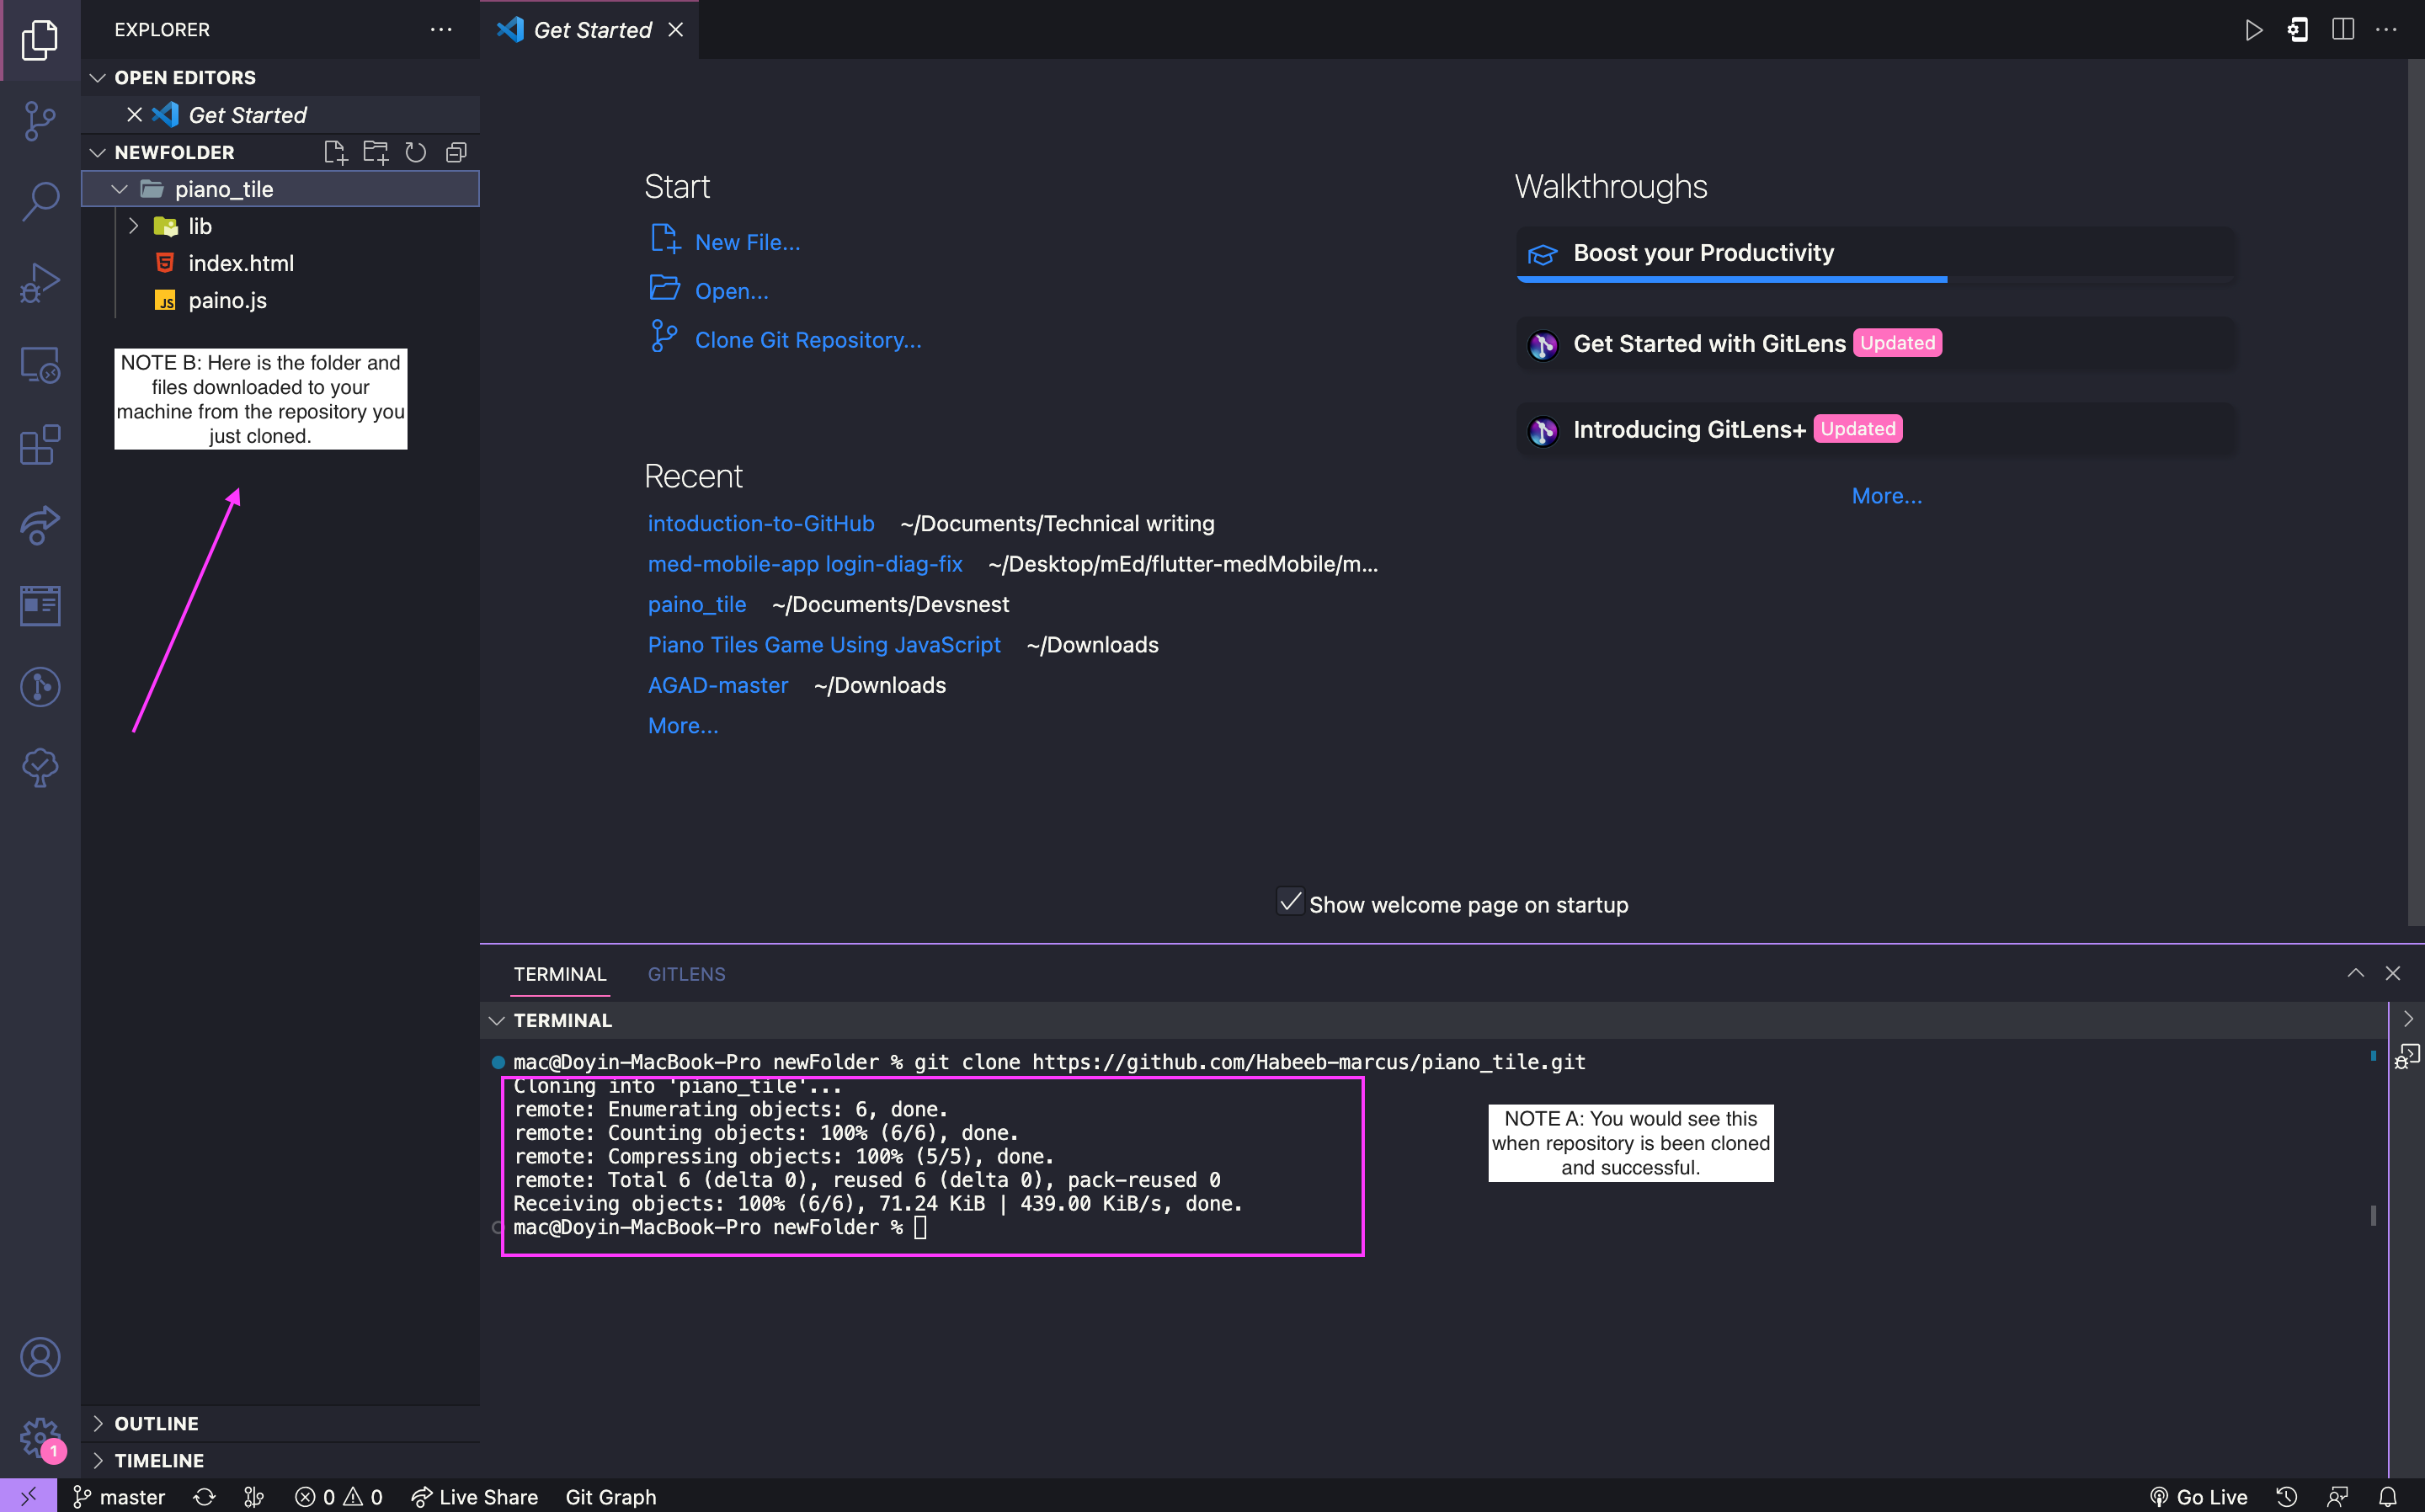 EXPLORER
Get Started
OPEN EDITORS
Get Started
NEWFOLDER
piano_tile
lib
index.html
JS paino.js
NOTE B: Here is the folder and
files downloaded to your
machine from the repository you
just cloned.
OUTLINE
TIMELINE
Start
New File...
Open...
Clone Git Repository...
Recent
intoduction-to-GitHub ~/Documents/Technical writing
med-mobile-app login-diag-fix ~/Desktop/mEd/flutter-medMobile/m...
paino_tile ~/Documents/Devsnest
Piano Tiles Game Using JavaScript ~/Downloads
AGAD-master ~/Downloads
More...
Walkthroughs
Boost your Productivity
Get Started with GitLens Updated
Introducing GitLens+ Updated
More...
Show welcome page on startup
TERMINAL GITLENS
TERMINAL
mac@Doyin-MacBook-Pro newFolder % git clone https://github.com/Habeeb-marcus/piano_tile.git
Cloning into 'piano_tile'...
remote: Enumerating objects: 6, done.
remote: Counting objects: 100% (6/6), done.
remote: Compressing objects: 100% (5/5), done.
remote: Total 6 (delta 0), reused 6 (delta 0), pack-reused 0
Receiving objects: 100% (6/6), 71.24 KiB | 439.00 KiB/s, done.
mac@Doyin-MacBook-Pro newFolder %
NOTE A: You would see this
when repository is been cloned
and successful.
1
master 0 0 Live Share Git Graph Go Live